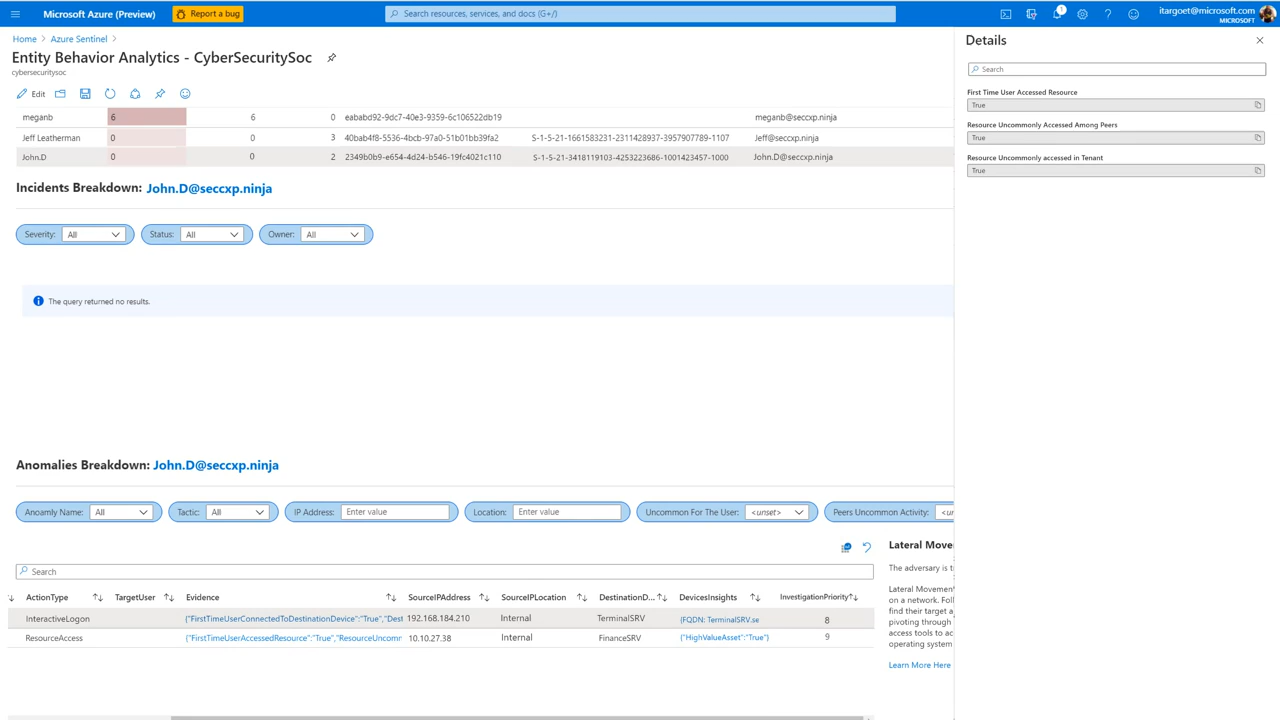 Microsoft Azure (Preview)
Report a bug
Search resources, services, and docs (G+/)
1
itargoet@microsoft.com
MICROSOFT
Home > Azure Sentinel >
Entity Behavior Analytics - CyberSecuritySoc
cybersecuritysoc
Edit
meganb 6 6 0 eababd92-9dc7-40e3-9359-6c106522db19 meganb@seccxp.ninja
Jeff Leatherman 0 0 3 40bab4f8-5536-4bcb-97a0-51b01bb39fa2 S-1-5-21-1661583231-2311428937-3957907789-1107 Jeff@seccxp.ninja
John.D 0 0 2 2349b0b9-e654-4d24-b546-19fc4021c110 S-1-5-21-3418119103-4253223686-1001423457-1000 John.D@seccxp.ninja
Incidents Breakdown: John.D@seccxp.ninja
Severity: All Status: All Owner: All
The query returned no results.
Anomalies Breakdown: John.D@seccxp.ninja
Anoamly Name: All Tactic: All IP Address: Enter value Location: Enter value Uncommon For The User: <unset> Peers Uncommon Activity: <un
Search
ActionType TargetUser Evidence SourceIPAddress SourceIPLocation DestinationD... DevicesInsights InvestigationPriority
InteractiveLogon {"FirstTimeUserConnectedToDestinationDevice":"True","Dest 192.168.184.210 Internal TerminalSRV {FQDN: TerminalSRV.se 8
ResourceAccess {"FirstTimeUserAccessedResource":"True","ResourceUncomm 10.10.27.38 Internal FinanceSRV {"HighValueAsset":"True"} 9
Lateral Move
The adversary is t
Lateral Movemen
on a network. Foll
find their target a
pivoting through
access tools to ac
operating system
Learn More Here
Details
Search
First Time User Accessed Resource
True
Resource Uncommonly Accessed Among Peers
True
Resource Uncommonly accessed in Tenant
True